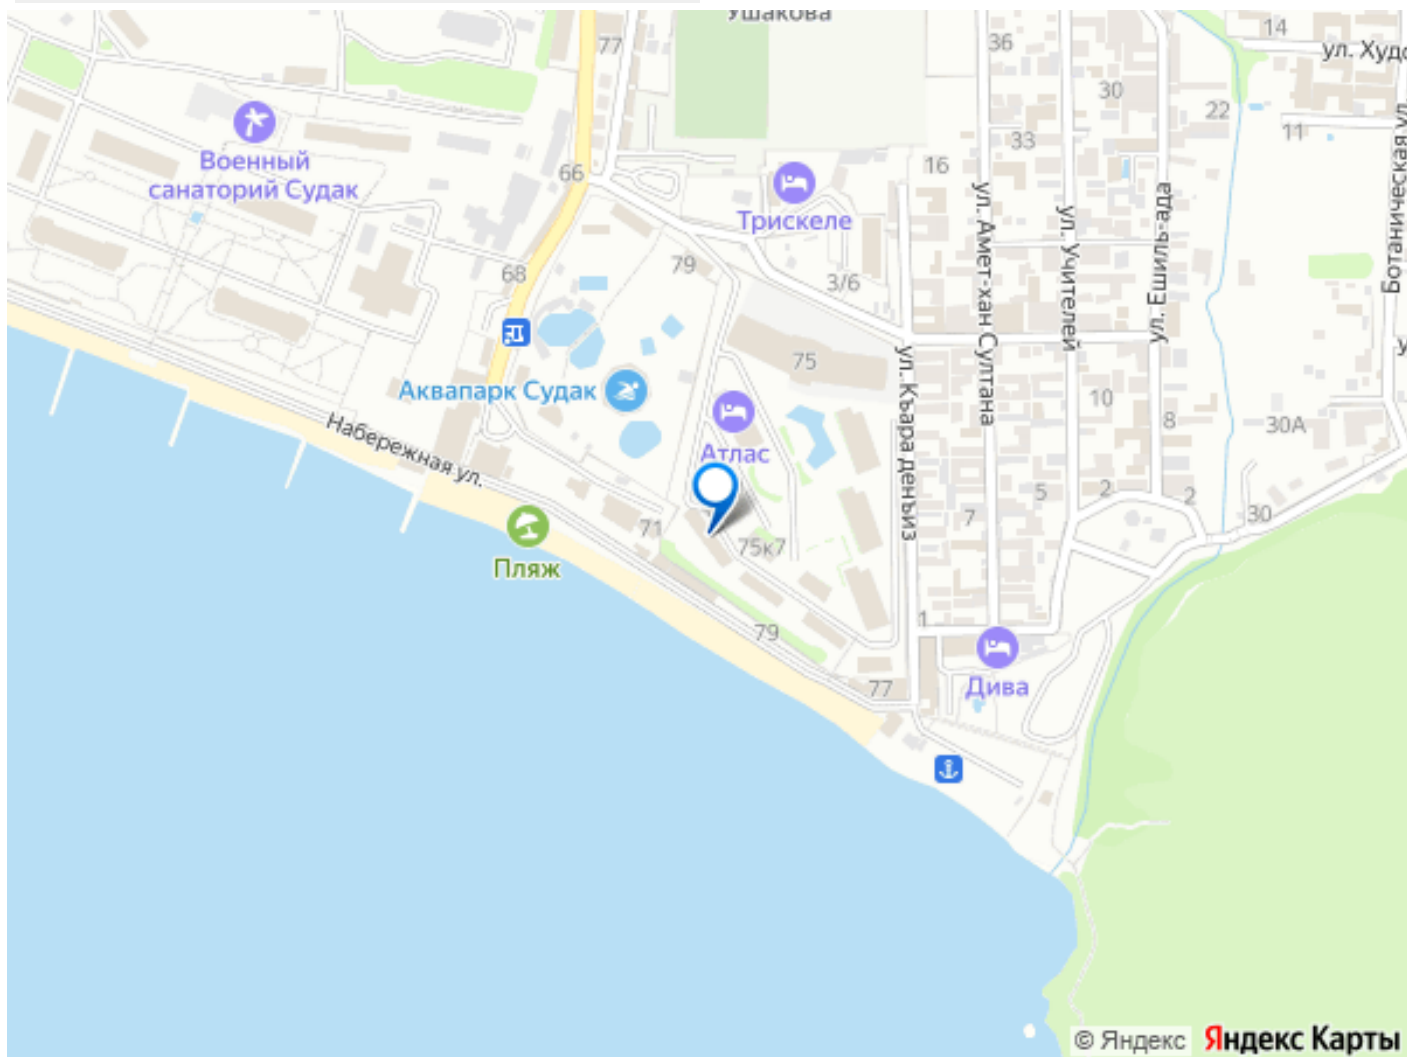 Ушакова
77
36
14
ул. Худо
30
22
33
11
Военный
санаторий Судак
66
16
Трискеле
ул. Амет-хан Султана
ул. Учителей
ул. Ешиль-ада
Ботаническая ул.
79
68
3/6
75
ул. Къара денъиз
Аквапарк Судак
10
8
30А
Набережная ул.
Атлас
5
2
2
7
30
71
75к7
Пляж
1
79
77
Дива
© Яндекс
Яндекс Карты